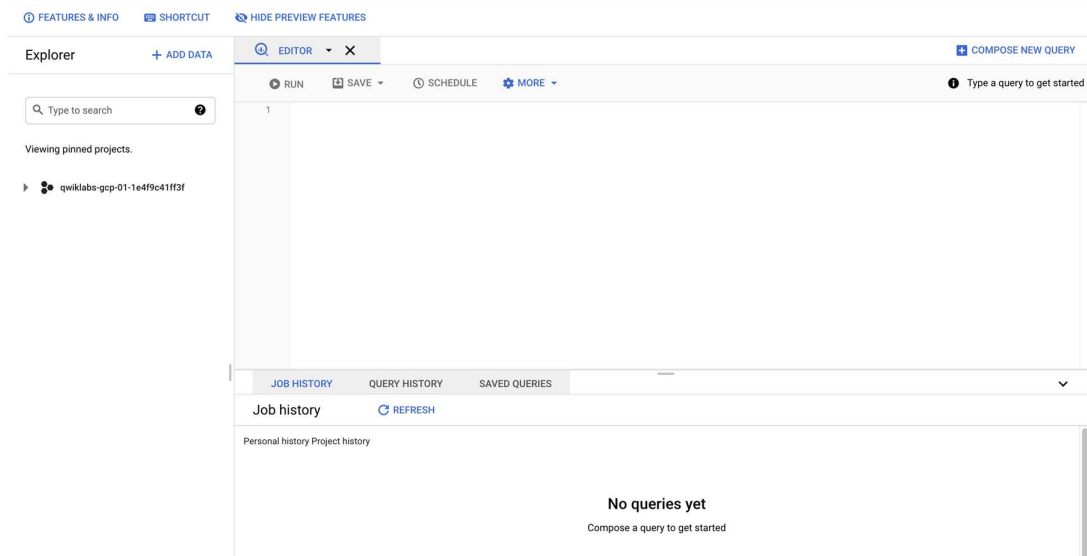 FEATURES & INFO SHORTCUT HIDE PREVIEW FEATURES
Explorer + ADD DATA
Type to search
Viewing pinned projects.
qwiklabs-gcp-01-1e4f9c41ff3f
EDITOR
COMPOSE NEW QUERY
RUN SAVE SCHEDULE MORE
Type a query to get started
1
JOB HISTORY QUERY HISTORY SAVED QUERIES
Job history REFRESH
Personal history Project history
No queries yet
Compose a query to get started